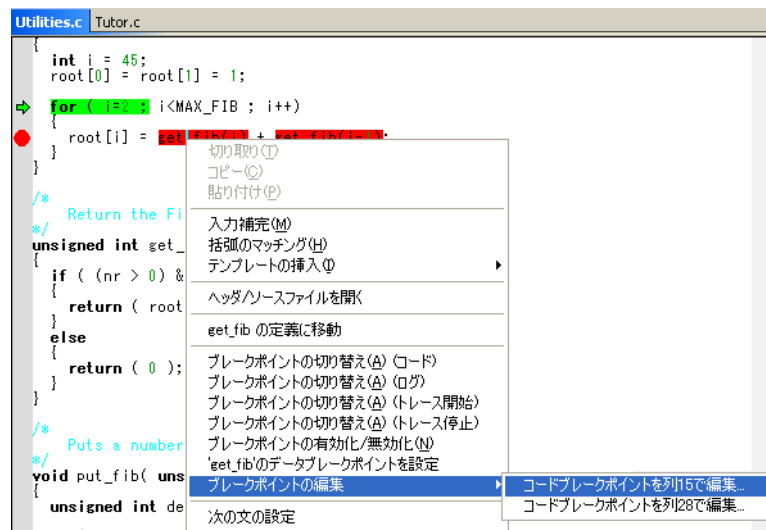 Utilities.c Tutor.c
{
int i = 45;
root[0] = root[1] = 1;
for ( i=2 ; i<MAX_FIB ; i++)
{
root[i] = get_fib(i) + get_fib(i-1);
}
}
/*
Return the Fi
*/
unsigned int get_
{
if ( (nr > 0) &
{
return ( root
}
else
{
return ( 0 );
}
}
/*
Puts a number
*/
void put_fib( uns
{
unsigned int de
切り取り(T)
コピー(C)
貼り付け(P)
入力補完(M)
括弧のマッチング(H)
テンプレートの挿入(I)
ヘッダ/ソースファイルを開く
get_fib の定義に移動
ブレークポイントの切り替え(A) (コード)
ブレークポイントの切り替え(A) (ログ)
ブレークポイントの切り替え(A) (トレース開始)
ブレークポイントの切り替え(A) (トレース停止)
ブレークポイントの有効化/無効化(N)
'get_fib'のデータブレークポイントを設定
ブレークポイントの編集
次の文の設定
コードブレークポイントを列15で編集...
コードブレークポイントを列28で編集...